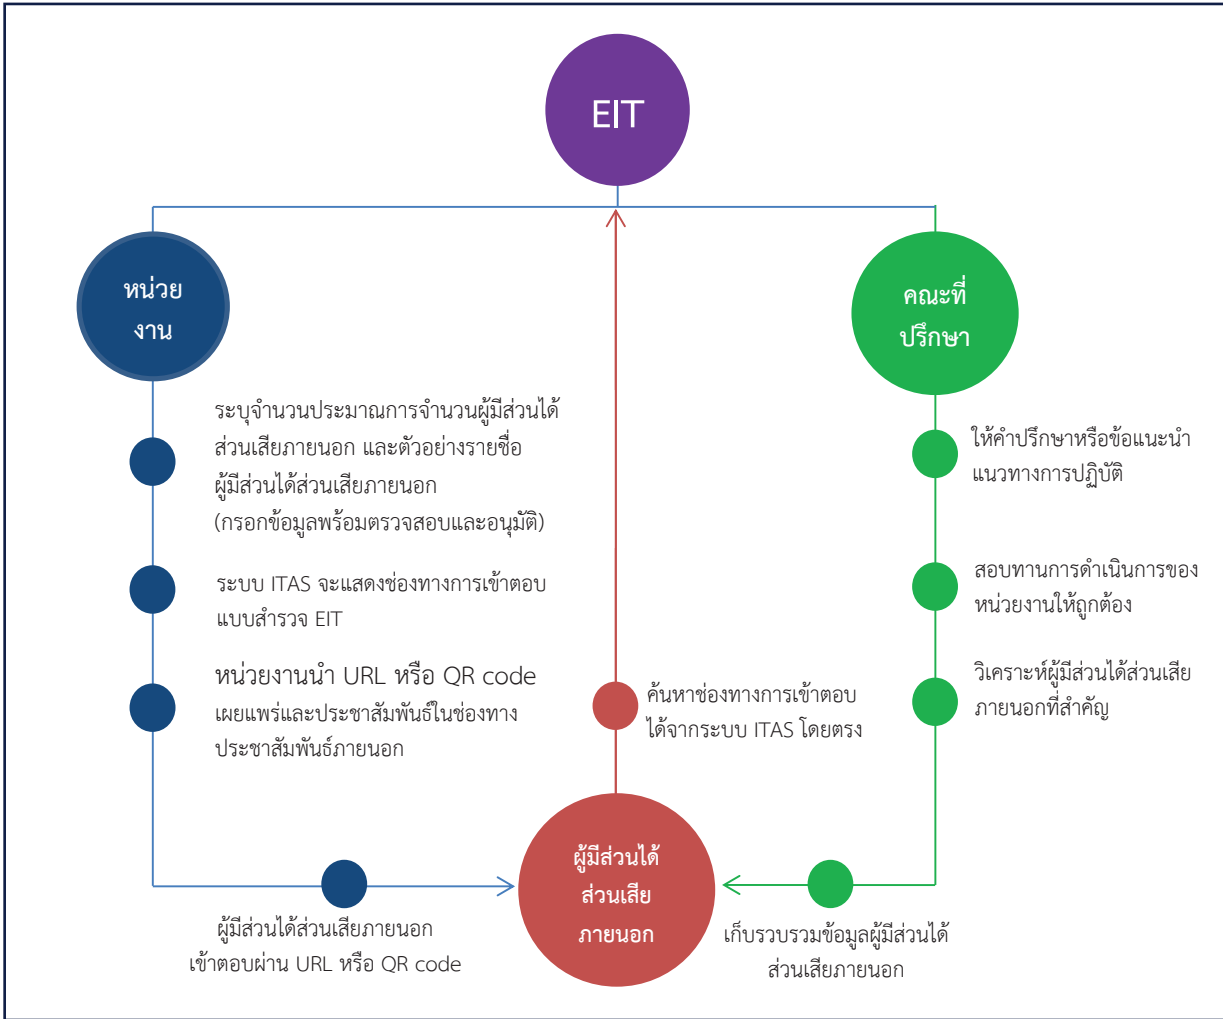 EIT
หน่วย
งาน
ระบุจำนวนประมาณการจำนวนผู้มีส่วนได้
ส่วนเสียภายนอก และตัวอย่างรายชื่อ
ผู้มีส่วนได้ส่วนเสียภายนอก
(กรอกข้อมูลพร้อมตรวจสอบและอนุมัติ)
ระบบ ITAS จะแสดงช่องทางการเข้าตอบ
แบบสำรวจ EIT
หน่วยงานนำ URL หรือ QR code
เผยแพร่และประชาสัมพันธ์ในช่องทาง
ประชาสัมพันธ์ภายนอก
ผู้มีส่วนได้ส่วนเสียภายนอก
เข้าตอบผ่าน URL หรือ QR code
ค้นหาช่องทางการเข้าตอบ
ได้จากระบบ ITAS โดยตรง
ผู้มีส่วนได้
ส่วนเสีย
ภายนอก
คณะที่
ปรึกษา
ให้คำปรึกษาหรือข้อแนะนำ
แนวทางการปฏิบัติ
สอบทานการดำเนินการของ
หน่วยงานให้ถูกต้อง
วิเคราะห์ผู้มีส่วนได้ส่วนเสีย
ภายนอกที่สำคัญ
เก็บรวบรวมข้อมูลผู้มีส่วนได้
ส่วนเสียภายนอก